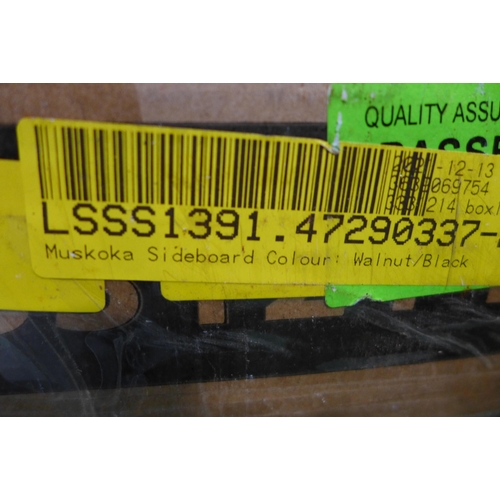 QUALITY ASSU
-12-13
069754
214 box
LSSS1391.47290337-
Muskoka Sideboard Colour: Walnut/Black